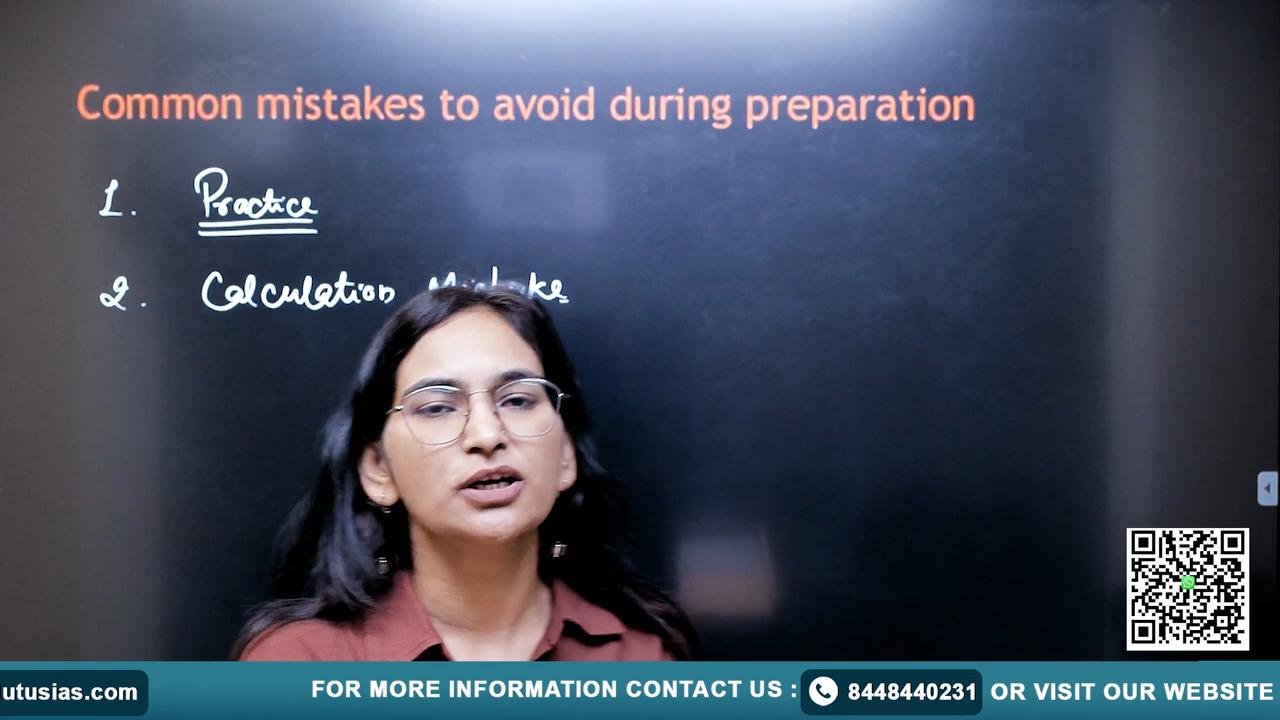 Common mistakes to avoid during preparation
1. Practice
2. Calculation Mistake
utusias.com FOR MORE INFORMATION CONTACT US : 8448440231 OR VISIT OUR WEBSITE